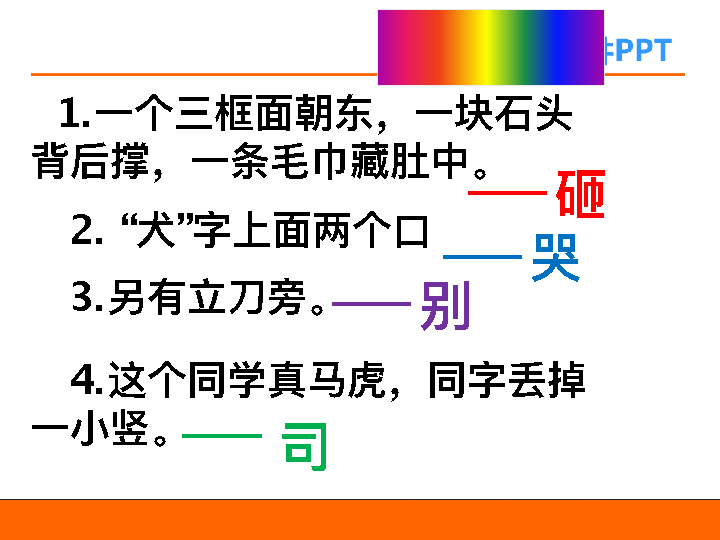 PPT
1.一个三框面朝东，一块石头
背后撑，一条毛巾藏肚中。
——砸
2. “犬”字上面两个口
——哭
3.另有立刀旁。——别
4.这个同学真马虎，同字丢掉
一小竖。——司